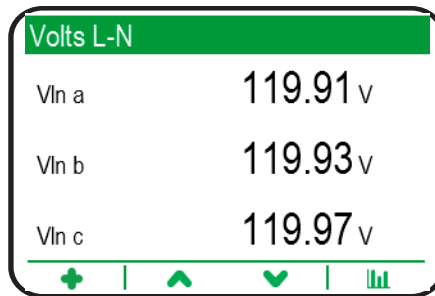 Volts L-N
Vln a 119.91 V
Vln b 119.93 V
Vln c 119.97 V